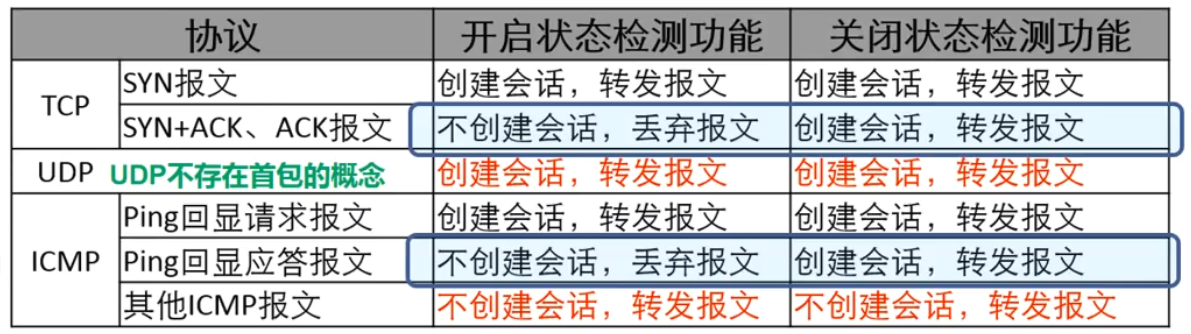 协议 开启状态检测功能 关闭状态检测功能
TCP SYN报文 创建会话，转发报文 创建会话，转发报文
SYN+ACK、ACK报文 不创建会话，丢弃报文 创建会话，转发报文
UDP UDP不存在首包的概念 创建会话，转发报文 创建会话，转发报文
ICMP Ping回显请求报文 创建会话，转发报文 创建会话，转发报文
Ping回显应答报文 不创建会话，丢弃报文 创建会话，转发报文
其他ICMP报文 不创建会话，转发报文 不创建会话，转发报文